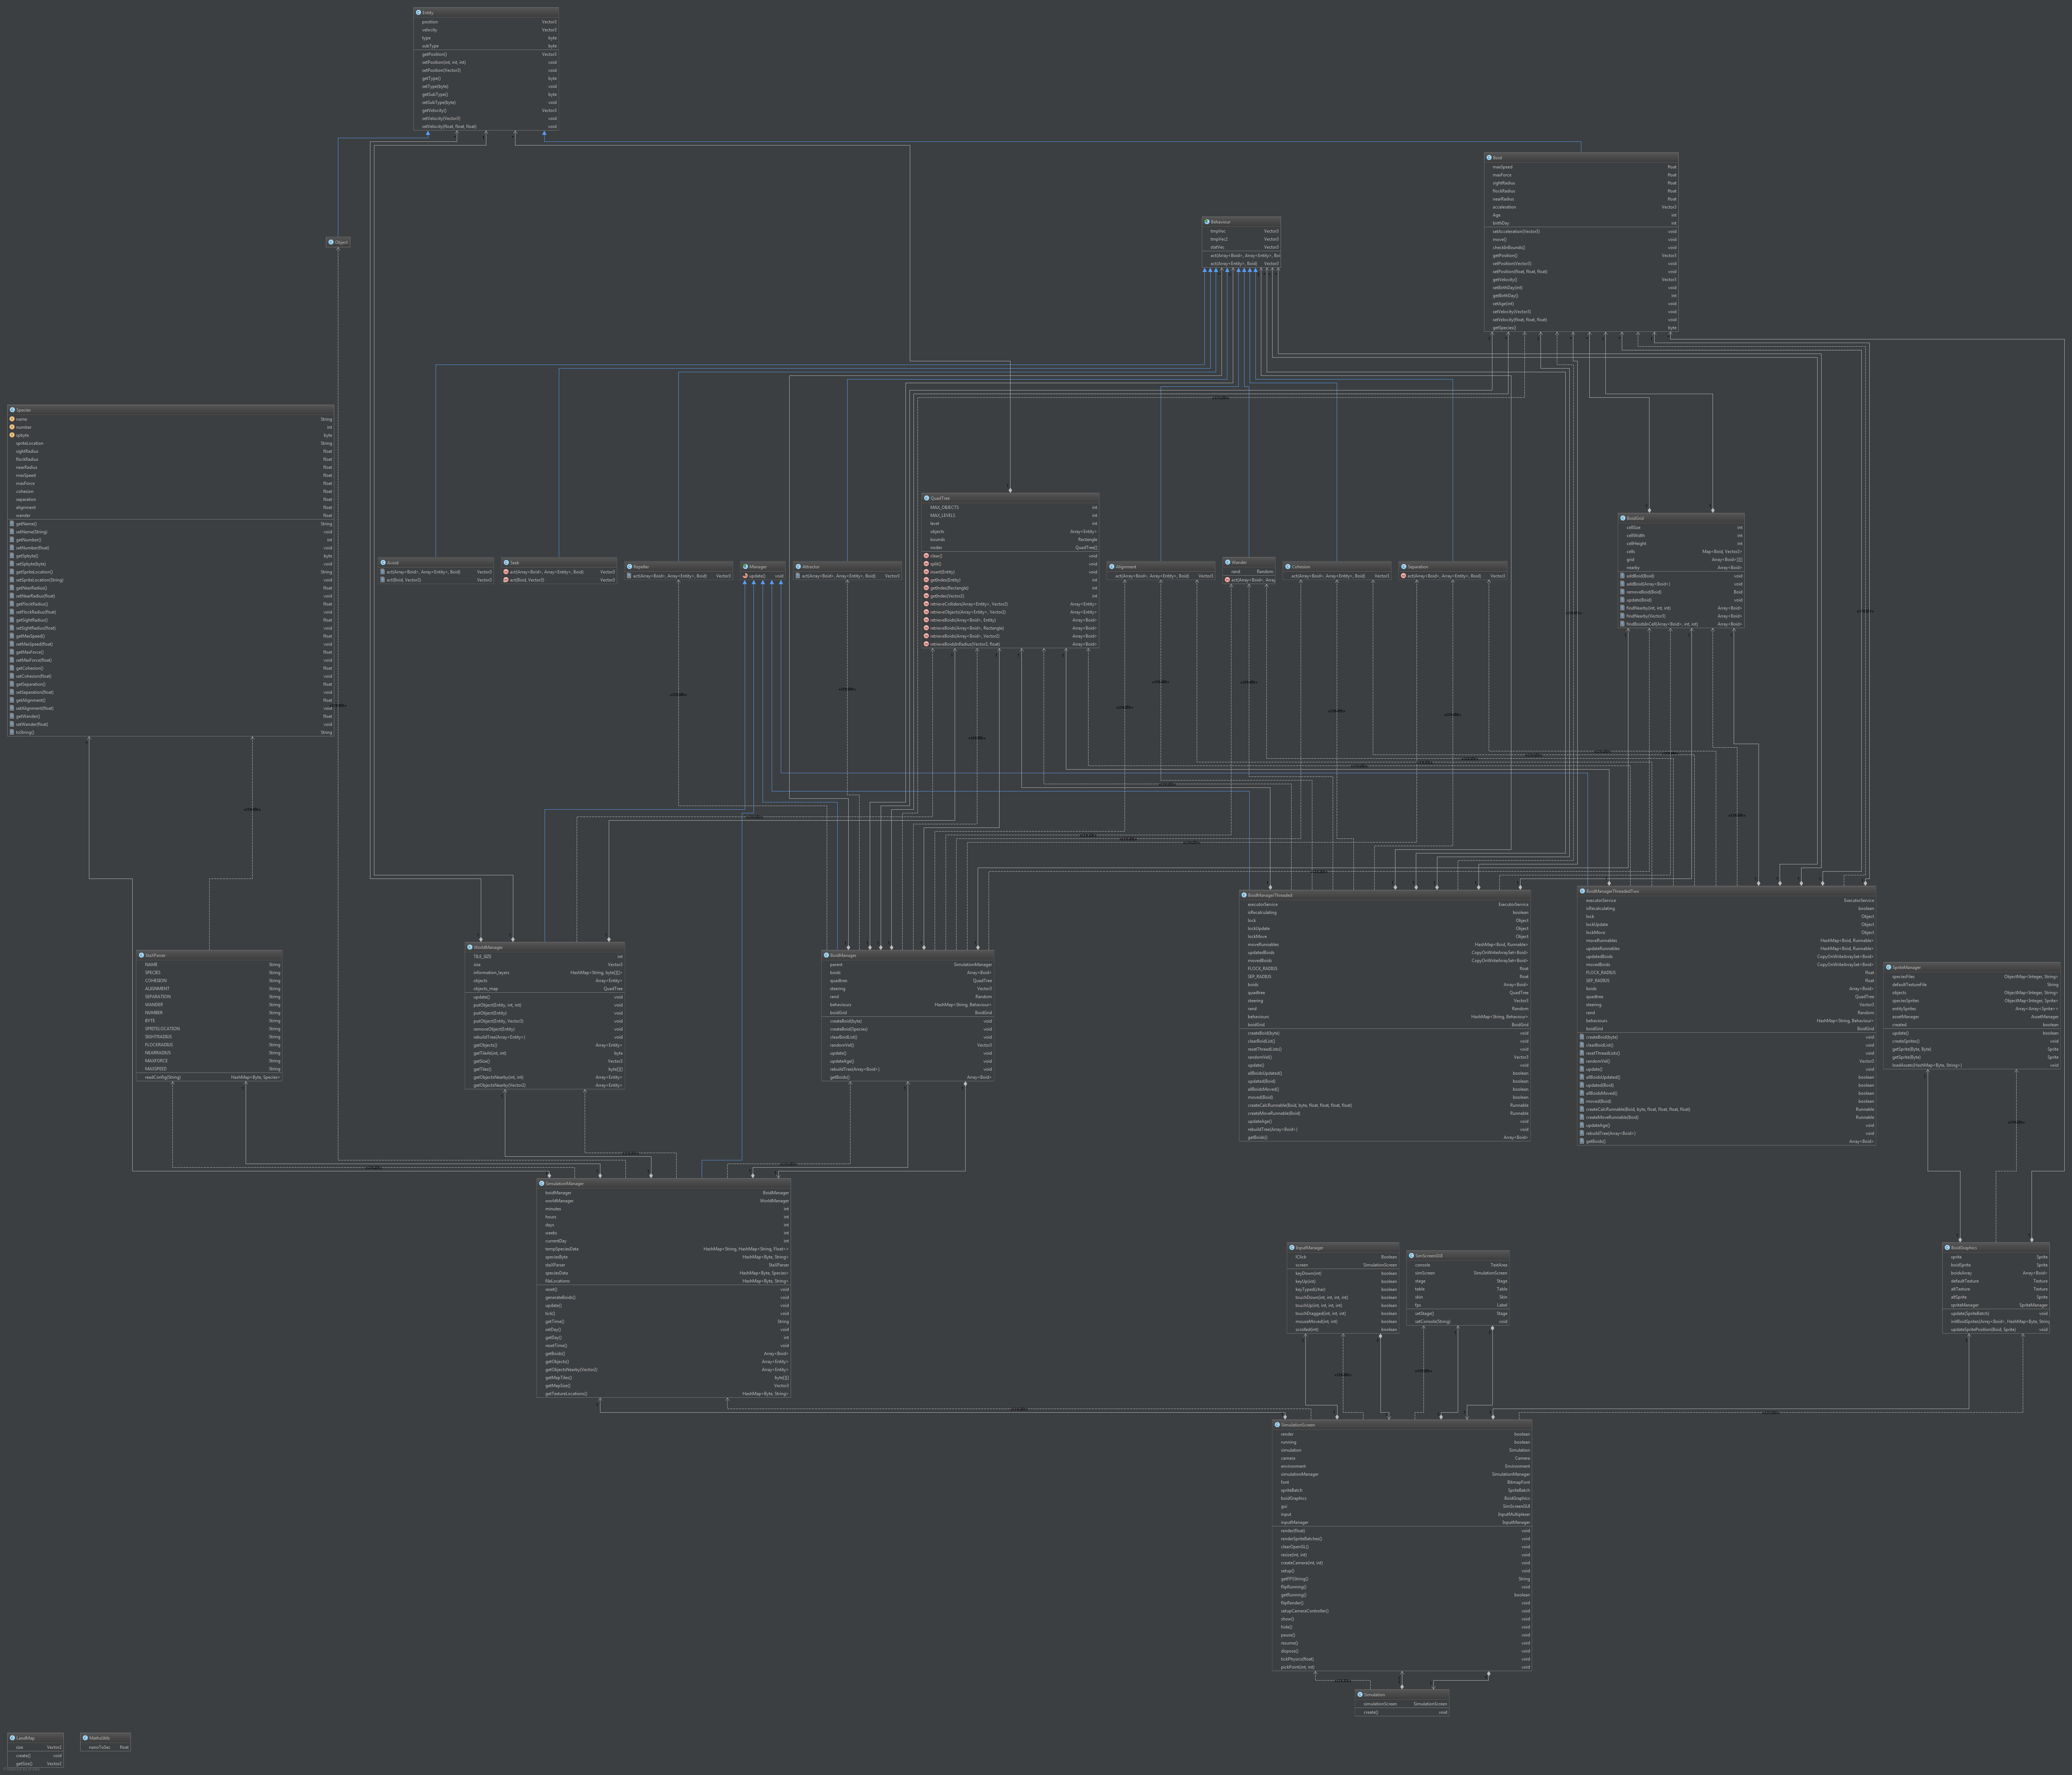 Entity
position Vector3
velocity Vector3
type byte
subType byte
getPosition() Vector3
setPosition(int, int, int) void
setPosition(Vector3) void
getType() byte
setType(byte) void
getSubType() byte
setSubType(byte) void
getVelocity() Vector3
setVelocity(Vector3) void
setVelocity(float, float, float) void
Boid
maxSpeed float
maxForce float
sightRadius float
flockRadius float
nearRadius float
acceleration Vector3
Age int
birthDay int
setAcceleration(Vector3) void
move() void
checkInBounds() void
getPosition() Vector3
setPosition(Vector3) void
setPosition(float, float, float) void
getVelocity() Vector3
setBirthDay(int) void
getBirthDay() int
setAge(int) void
setVelocity(Vector3) void
setVelocity(float, float, float) void
getSpecies() byte
Behaviour
tmpVec Vector3
tmpVec2 Vector3
statVec Vector3
act(Array<Boid>, Array<Entity>, Boi
act(Array<Entity>, Boid) Vector3
Object
Species
name String
number int
spbyte byte
spriteLocation String
sightRadius float
flockRadius float
nearRadius float
maxSpeed float
maxForce float
cohesion float
separation float
alignment float
wander float
getName() String
setName(String) void
getNumber() int
setNumber(float) void
getSpbyte() byte
setSpbyte(byte) void
getSpriteLocation() String
setSpriteLocation(String) void
getNearRadius() float
setNearRadius(float) void
getFlockRadius() float
setFlockRadius(float) void
getSightRadius() float
setSightRadius(float) void
getMaxSpeed() float
setMaxSpeed(float) void
getMaxForce() float
setMaxForce(float) void
getCohesion() float
setCohesion(float) void
getSeparation() float
setSeparation(float) void
getAlignment() float
setAlignment(float) void
getWander() float
setWander(float) void
toString() String
QuadTree
MAX_OBJECTS int
MAX_LEVELS int
level int
objects Array<Entity>
bounds Rectangle
nodes QuadTree[]
clear() void
split() void
insert(Entity) void
getIndex(Entity) int
getIndex(Rectangle) int
getIndex(Vector3) int
retrieveColliders(Array<Entity>, Vector3) Array<Entity>
retrieveObjects(Array<Entity>, Vector3) Array<Entity>
retrieveBoids(Array<Boid>, Entity) Array<Boid>
retrieveBoids(Array<Boid>, Rectangle) Array<Boid>
retrieveBoids(Array<Boid>, Vector3) Array<Boid>
retrieveBoidsInRadius(Vector3, float) Array<Boid>
BoidGrid
cellSize int
cellWidth int
cellHeight int
cells Map<Boid, Vector2>
grid Array<Boid>[][]
nearby Array<Boid>
addBoid(Boid) void
addBoid(Array<Boid>) void
removeBoid(Boid) Boid
update(Boid) void
findNearby(int, int, int) Array<Boid>
findNearby(Vector3) Array<Boid>
findBoidsInCell(Array<Boid>, int, int) Array<Boid>
Avoid
act(Array<Boid>, Array<Entity>, Boid) Vector3
act(Boid, Vector3) Vector3
Seek
act(Array<Boid>, Array<Entity>, Boid) Vector3
act(Boid, Vector3) Vector3
Repeller
act(Array<Boid>, Array<Entity>, Boid) Vector3
Manager
update() void
Attractor
act(Array<Boid>, Array<Entity>, Boid) Vector3
Alignment
act(Array<Boid>, Array<Entity>, Boid) Vector3
Wander
rand Random
act(Array<Boid>, Array
Cohesion
act(Array<Boid>, Array<Entity>, Boid) Vector3
Separation
act(Array<Boid>, Array<Entity>, Boid) Vector3
StatParser
NAME String
SPECIES String
COHESION String
ALIGNMENT String
SEPARATION String
WANDER String
NUMBER String
BYTE String
SPRITELOCATION String
SIGHTRADIUS String
FLOCKRADIUS String
NEARRADIUS String
MAXFORCE String
MAXSPEED String
readConfig(String) HashMap<Byte, Species>
WorldManager
TILE_SIZE int
size Vector3
information_layers HashMap<String, byte[][]>
objects Array<Entity>
objects_map QuadTree
update() void
putObject(Entity, int, int) void
putObject(Entity) void
putObject(Entity, Vector3) void
removeObject(Entity) void
rebuildTree(Array<Entity>) void
getObjects() Array<Entity>
getTileAt(int, int) byte
getSize() Vector3
getTiles() byte[][]
getObjectsNearby(int, int) Array<Entity>
getObjectsNearby(Vector2) Array<Entity>
BoidManager
parent SimulationManager
boids Array<Boid>
quadtree QuadTree
steering Vector3
rand Random
behaviours HashMap<String, Behaviour>
boidGrid BoidGrid
createBoid(byte) void
createBoid(Species) void
clearBoidList() void
randomVel() Vector3
update() void
updateAge() void
rebuildTree(Array<Boid>) void
getBoids() Array<Boid>
BoidManagerThreaded
executorService ExecutorService
isRecalculating boolean
lock Object
lockUpdate Object
lockMove Object
moveRunnables HashMap<Boid, Runnable>
updatedBoids CopyOnWriteArraySet<Boid>
movedBoids CopyOnWriteArraySet<Boid>
FLOCK_RADIUS float
SEP_RADIUS float
boids Array<Boid>
quadtree QuadTree
steering Vector3
rand Random
behaviours HashMap<String, Behaviour>
boidGrid BoidGrid
createBoid(byte) void
clearBoidList() void
resetThreadLists() void
randomVel() Vector3
update() void
allBoidsUpdated() boolean
updated(Boid) boolean
allBoidsMoved() boolean
moved(Boid) boolean
createCalcRunnable(Boid, byte, float, float, float, float) Runnable
createMoveRunnable(Boid) Runnable
updateAge() void
rebuildTree(Array<Boid>) void
getBoids() Array<Boid>
BoidManagerThreadedTwo
executorService ExecutorService
isRecalculating boolean
lock Object
lockUpdate Object
lockMove Object
moveRunnables HashMap<Boid, Runnable>
updateRunnables HashMap<Boid, Runnable>
updatedBoids CopyOnWriteArraySet<Boid>
movedBoids CopyOnWriteArraySet<Boid>
FLOCK_RADIUS float
SEP_RADIUS float
boids Array<Boid>
quadtree QuadTree
steering Vector3
rand Random
behaviours HashMap<String, Behaviour>
boidGrid BoidGrid
createBoid(byte) void
clearBoidList() void
resetThreadLists() void
randomVel() Vector3
update() void
allBoidsUpdated() boolean
updated(Boid) boolean
allBoidsMoved() boolean
moved(Boid) boolean
createCalcRunnable(Boid, byte, float, float, float, float) Runnable
createMoveRunnable(Boid) Runnable
updateAge() void
rebuildTree(Array<Boid>) void
getBoids() Array<Boid>
SpriteManager
speciesFiles ObjectMap<Integer, String>
defaultTextureFile String
objects ObjectMap<Integer, String>
speciesSprites ObjectMap<Integer, Sprite>
entitySprites Array<Array<Sprite>>
assetManager AssetManager
created boolean
update() void
createSprites() void
getSprite(Byte, Byte) Sprite
getSprite(Byte) Sprite
loadAssets(HashMap<Byte, String>) void
SimulationManager
boidManager BoidManager
worldManager WorldManager
minutes int
hours int
days int
weeks int
currentDay int
tempSpeciesData HashMap<String, HashMap<String, Float>>
speciesByte HashMap<Byte, String>
statParser StatParser
speciesData HashMap<Byte, Species>
fileLocations HashMap<Byte, String>
reset() void
generateBoids() void
update() void
tick() void
getTime() String
setDay() void
getDay() int
resetTime() void
getBoids() Array<Boid>
getObjects() Array<Entity>
getObjectsNearby(Vector2) Array<Entity>
getMapTiles() byte[][]
getMapSize() Vector3
getTextureLocations() HashMap<Byte, String>
InputManager
lClick Boolean
screen SimulationScreen
keyDown(int) boolean
keyUp(int) boolean
keyTyped(char) boolean
touchDown(int, int, int, int) boolean
touchUp(int, int, int, int) boolean
touchDragged(int, int, int) boolean
mouseMoved(int, int) boolean
scrolled(int) boolean
SimScreenGUI
console TextArea
simScreen SimulationScreen
stage Stage
table Table
skin Skin
fps Label
setStage() Stage
setConsole(String) void
BoidGraphics
sprite Sprite
boidSprite Sprite
boidsArray Array<Boid>
defaultTexture Texture
altTexture Texture
altSprite Sprite
spriteManager SpriteManager
update(SpriteBatch) void
initBoidSprites(Array<Boid>, HashMap<Byte, String
updateSpritePosition(Boid, Sprite) void
SimulationScreen
render boolean
running boolean
simulation Simulation
camera Camera
environment Environment
simulationManager SimulationManager
font BitmapFont
spriteBatch SpriteBatch
boidGraphics BoidGraphics
gui SimScreenGUI
input InputMultiplexer
inputManager InputManager
render(float) void
renderSpriteBatches() void
clearOpenGL() void
resize(int, int) void
createCamera(int, int) void
setup() void
getFPSString() String
flipRunning() void
getRunning() boolean
flipRender() void
setupCameraController() void
show() void
hide() void
pause() void
resume() void
dispose() void
tickPhysics(float) void
pickPoint(int, int) void
Simulation
simulationScreen SimulationScreen
create() void
LandMap
size Vector2
create() void
getSize() Vector2
MathsUtils
nanoToSec float